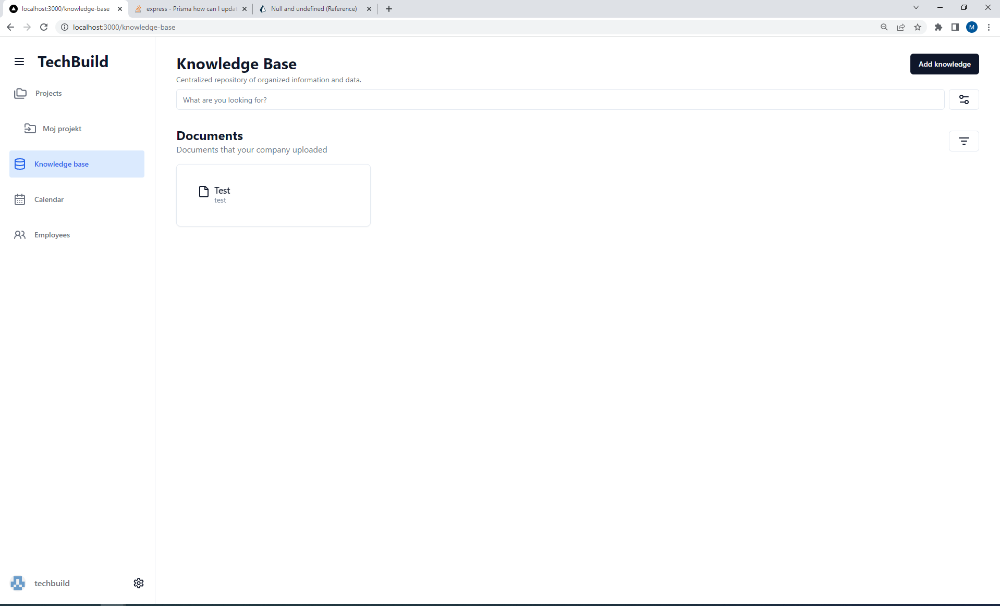 localhost:3000/knowledge-base
express - Prisma how can I updat
Null and undefined (Reference)
localhost:3000/knowledge-base
M
TechBuild
Projects
Moj projekt
Knowledge base
Calendar
Employees
techbuild
Knowledge Base
Centralized repository of organized information and data.
Add knowledge
What are you looking for?
Documents
Documents that your company uploaded
Test
test